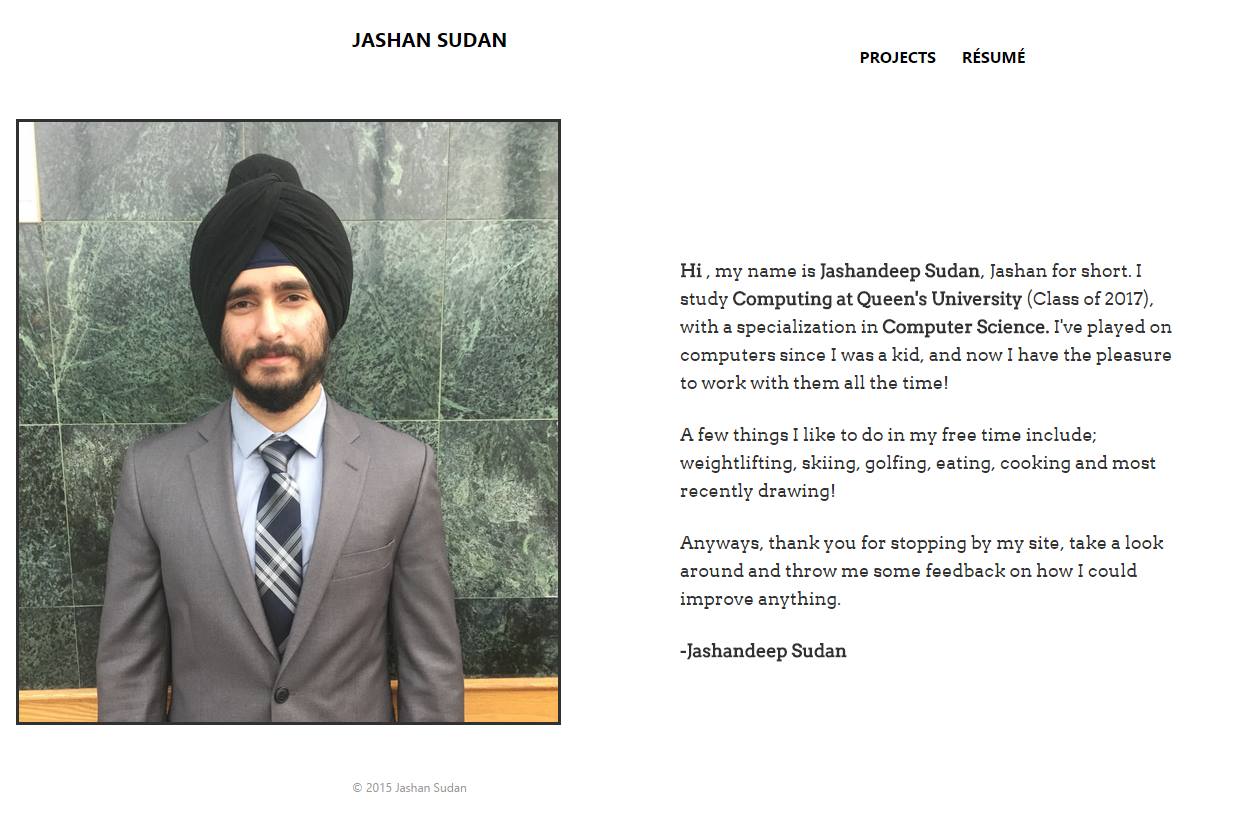 JASHAN SUDAN
PROJECTS RÉSUMÉ
Hi , my name is Jashandeep Sudan, Jashan for short. I
study Computing at Queen's University (Class of 2017),
with a specialization in Computer Science. I've played on
computers since I was a kid, and now I have the pleasure
to work with them all the time!
A few things I like to do in my free time include;
weightlifting, skiing, golfing, eating, cooking and most
recently drawing!
Anyways, thank you for stopping by my site, take a look
around and throw me some feedback on how I could
improve anything.
-Jashandeep Sudan
© 2015 Jashan Sudan